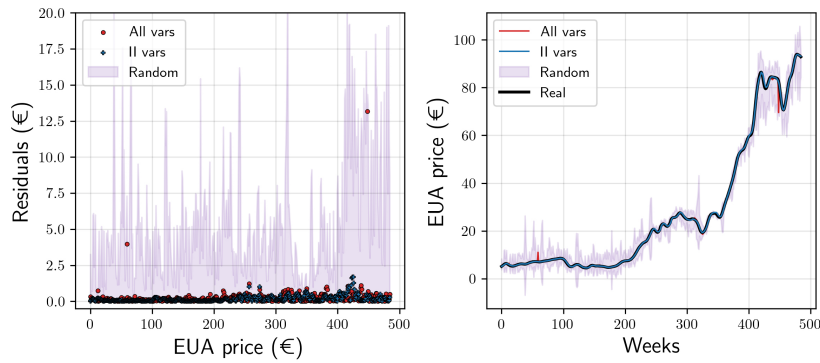 20.0
17.5
15.0
12.5
10.0
7.5
5.0
2.5
0.0
Residuals (€)
All vars
II vars
Random
0 100 200 300 400 500
EUA price (€)
100
80
60
40
20
0
EUA price (€)
All vars
II vars
Random
Real
0 100 200 300 400 500
Weeks